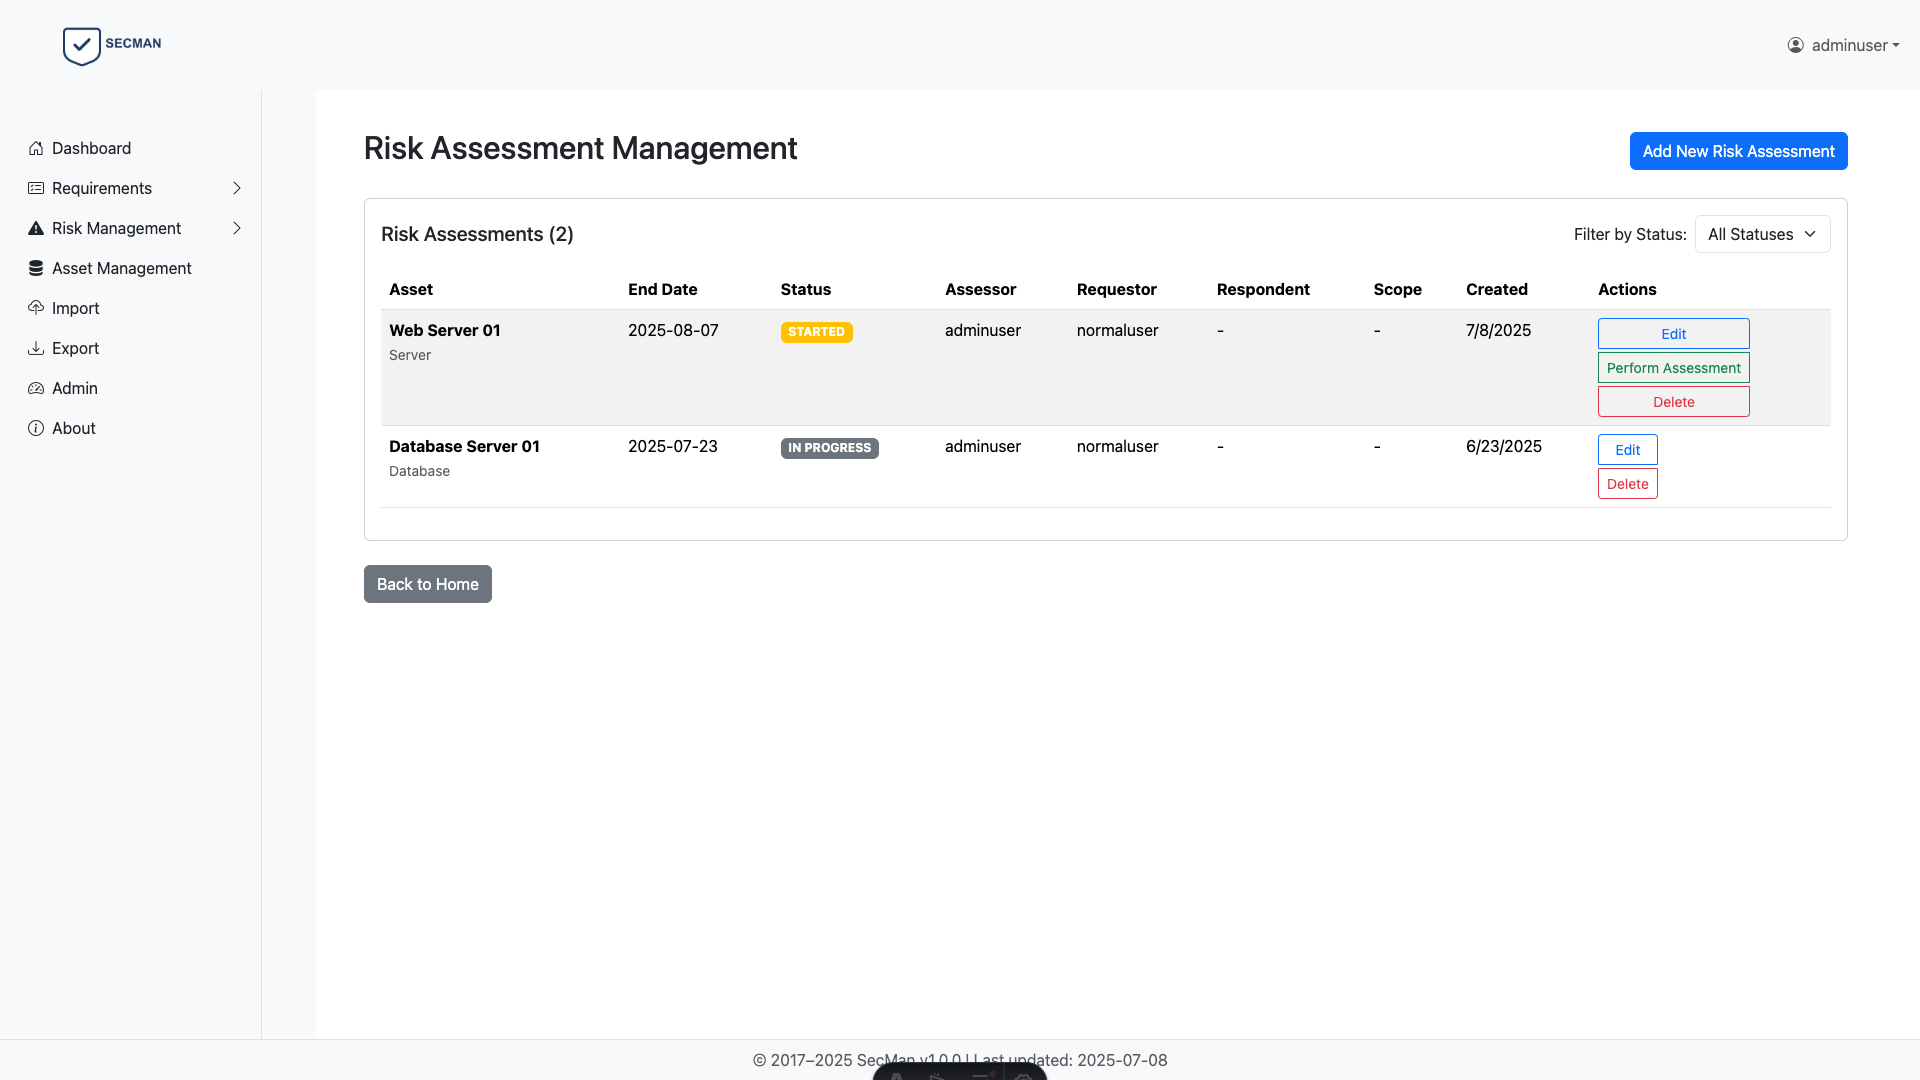 SECMAN
adminuser
Dashboard
Requirements
Risk Management
Asset Management
Import
Export
Admin
About
Risk Assessment Management
Add New Risk Assessment
Risk Assessments (2)
Filter by Status: All Statuses
Asset End Date Status Assessor Requestor Respondent Scope Created Actions
Web Server 01 2025-08-07 STARTED adminuser normaluser - - 7/8/2025 Edit
Server
Perform Assessment
Delete
Database Server 01 2025-07-23 IN PROGRESS adminuser normaluser - - 6/23/2025 Edit
Database
Delete
Back to Home
© 2017–2025 SecMan v1.0.0 | Last updated: 2025-07-08